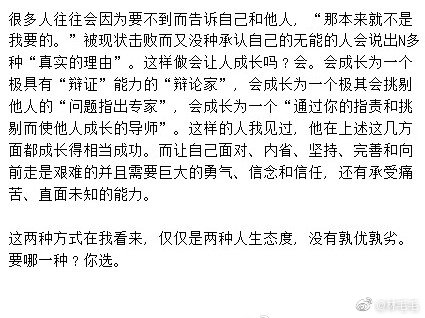 很多人往往会因为要不到而告诉自己和他人，“那本来就不是
我要的。”被现状击败而又没种承认自己的无能的人会说出N多
种“真实的理由”。这样做会让人成长吗？会。会成长为一个
极具有“辩证”能力的“辩论家”，会成长为一个极其会挑剔
他人的“问题指出专家”，会成长为一个“通过你的指责和挑
剔而使他人成长的导师”。这样的人我见过，他在上述这几方
面都成长得相当成功。而让自己面对、内省、坚持、完善和向
前走是艰难的并且需要巨大的勇气、信念和信任，还有承受痛
苦、直面未知的能力。
这两种方式在我看来，仅仅是两种人生态度，没有孰优孰劣。
要哪一种？你选。